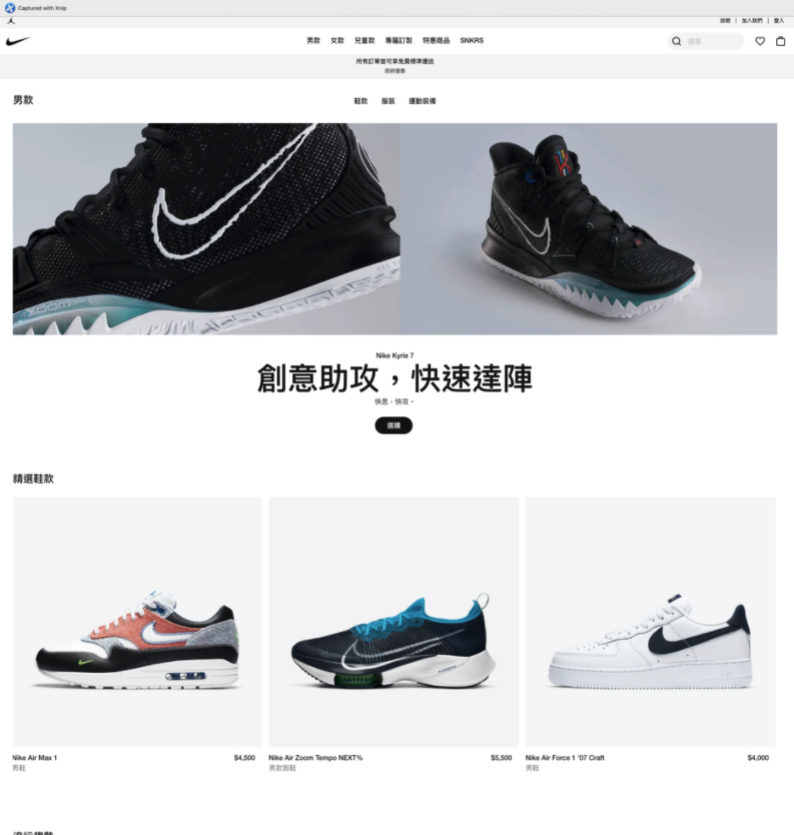 Captured with Xnip
說明 | 加入我們 | 登入
男款 女款 兒童款 專屬訂製 特惠商品 SNKRS
搜尋
所有訂單皆可享免費標準運送
男款
鞋款 服裝 運動裝備
Nike Kyrie 7
創意助攻，快速達陣
快思，快攻。
選購
精選鞋款
Nike Air Max 1 $4,500
男鞋
Nike Air Zoom Tempo NEXT% $5,500
男款跑鞋
Nike Air Force 1 '07 Craft $4,000
男鞋